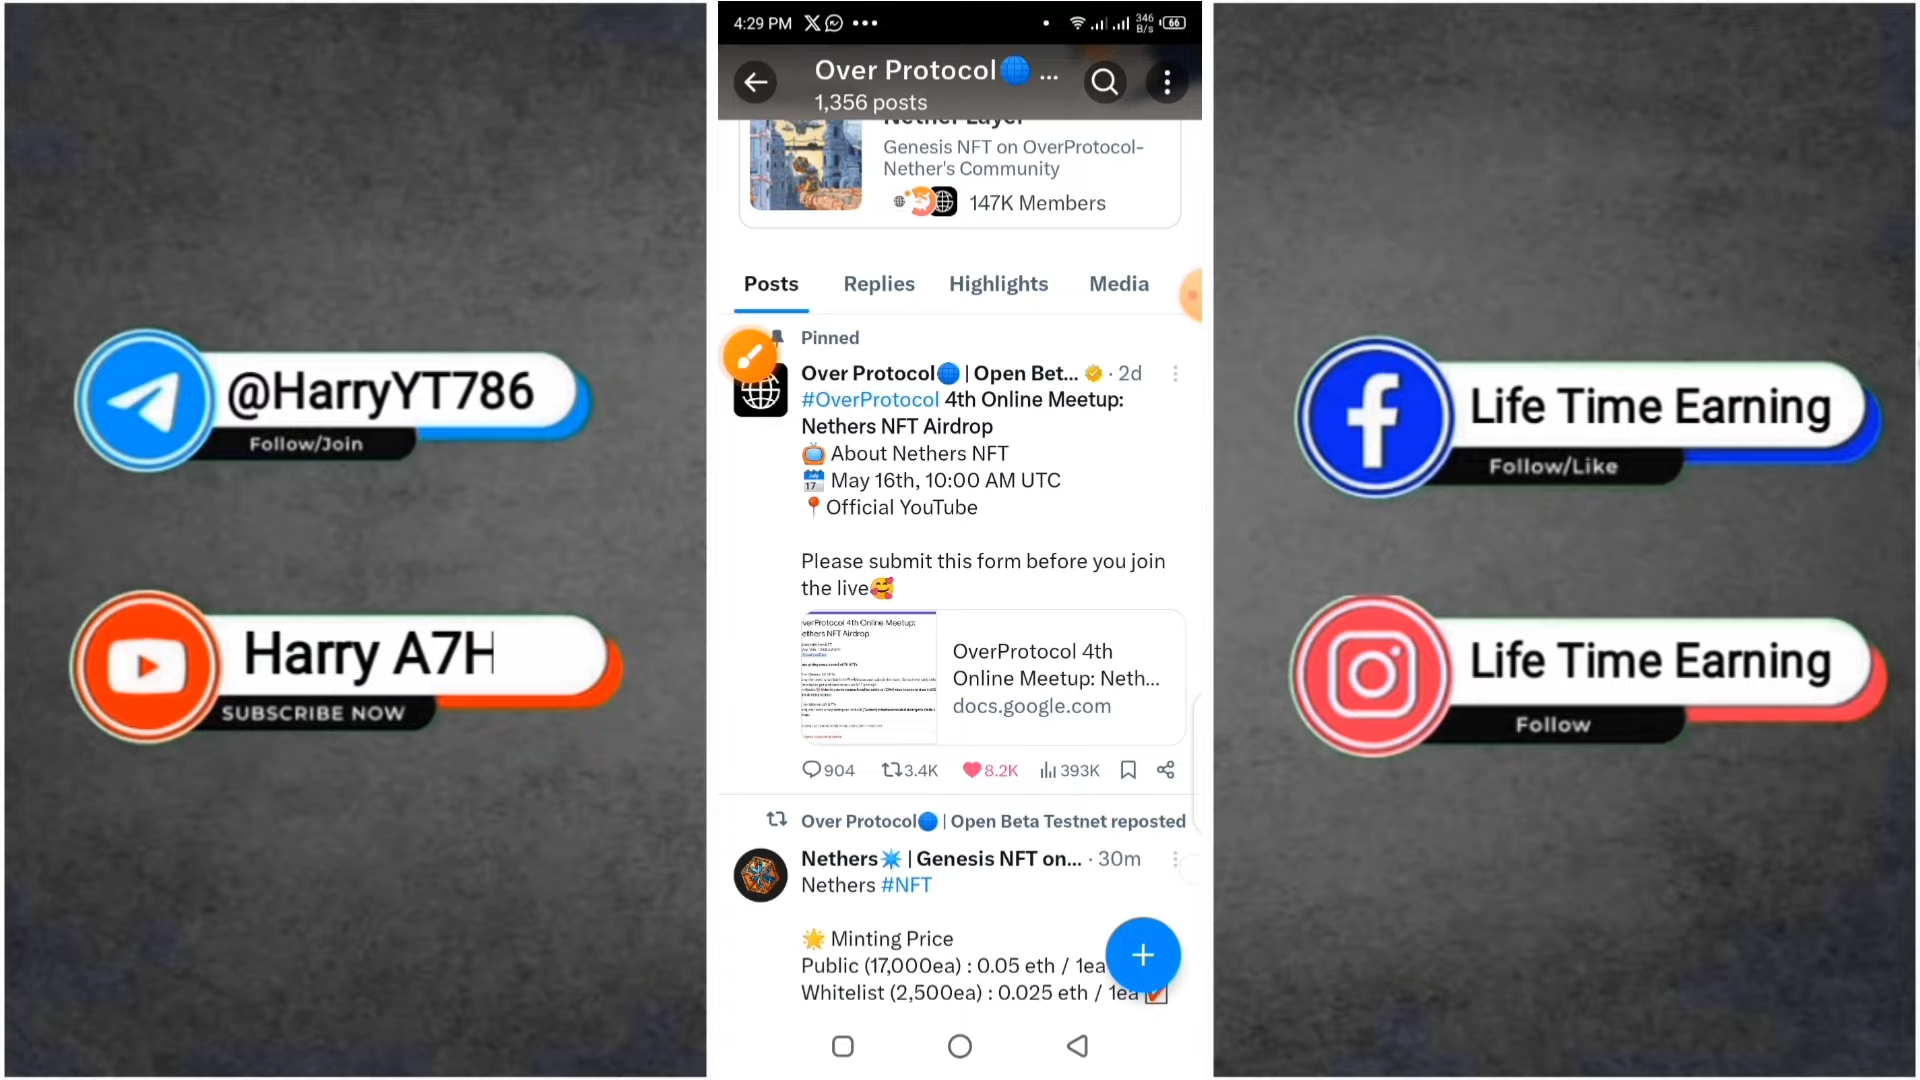 4:29 PM
346
B/s
66
Over Protocol🌐 ...
1,356 posts
Nether Layer
Genesis NFT on OverProtocol-
Nether's Community
147K Members
Posts
Replies
Highlights
Media
Pinned
Over Protocol🌐 | Open Bet... · 2d
#OverProtocol 4th Online Meetup:
Nethers NFT Airdrop
📺 About Nethers NFT
📅 May 16th, 10:00 AM UTC
📍Official YouTube
Please submit this form before you join
the live🥰
OverProtocol 4th
Online Meetup: Neth...
docs.google.com
904
3.4K
8.2K
393K
Over Protocol🌐 | Open Beta Testnet reposted
Nethers✴️ | Genesis NFT on... · 30m
Nethers #NFT
🌟 Minting Price
Public (17,000ea) : 0.05 eth / 1ea
Whitelist (2,500ea) : 0.025 eth / 1ea
@HarryYT786
Follow/Join
Harry A7H
SUBSCRIBE NOW
Life Time Earning
Follow/Like
Life Time Earning
Follow